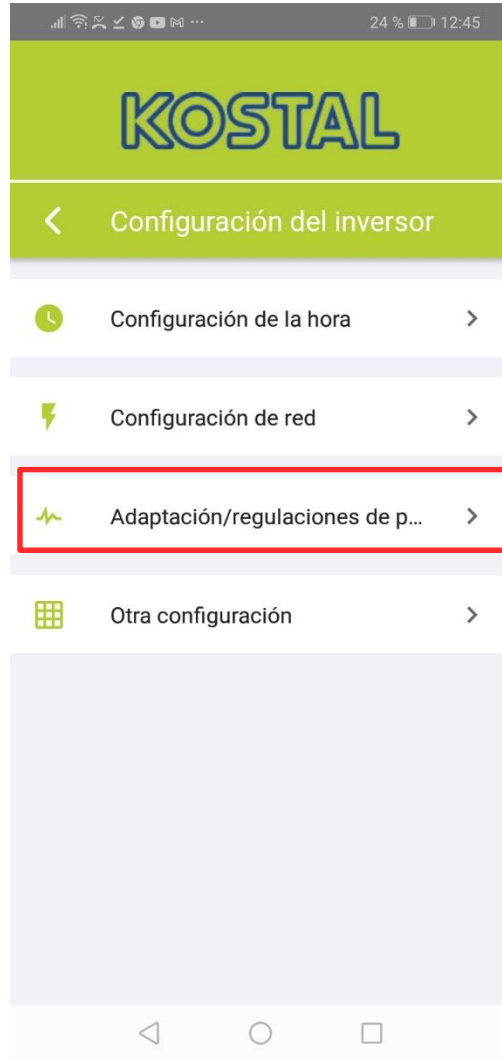 24 % 12:45
KOSTAL
Configuración del inversor
Configuración de la hora
Configuración de red
Adaptación/regulaciones de p...
Otra configuración